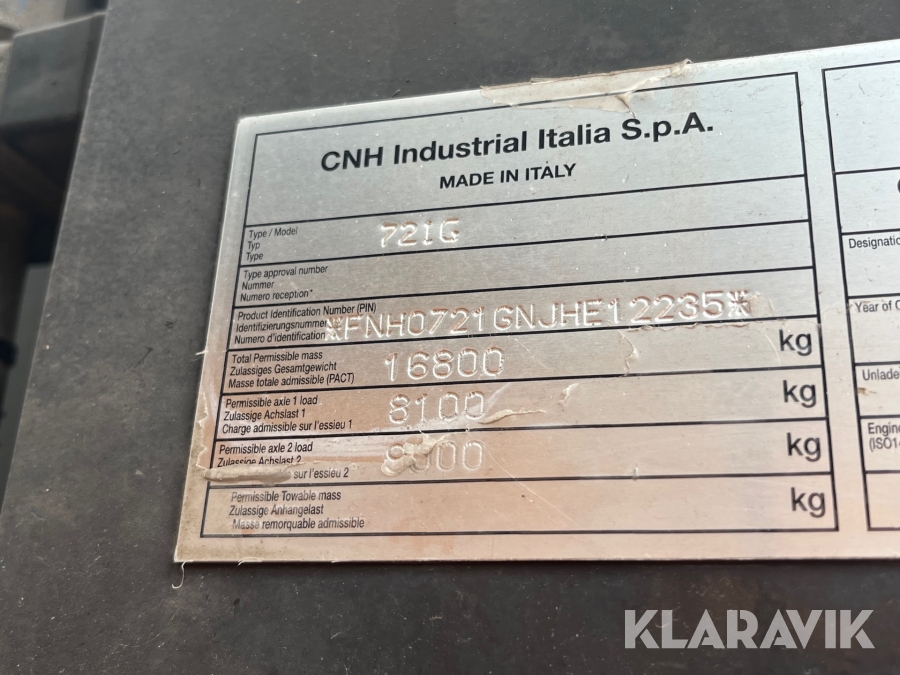 CNH Industrial Italia S.p.A.
MADE IN ITALY
Type / Model
Typ
Type
721G
Type approval number
Nummer
Numero reception*
Product Identification Number (PIN)
Identifizierungsnummer
Numero d'identification
*FNH0721GNJHE12235*
Total Permissible mass
Zulassiges Gesamtgewicht
Masse totale admissible (PACT)
16800
kg
Permissible axle 1 load
Zulassige Achslast 1
Charge admissible sur l'essieu 1
8100
kg
Permissible axle 2 load
Zulassige Achslast 2
sur l'essieu 2
kg
Permissible Towable mass
Zulassige Anhangelast
Masse remorquable admissible
kg
Year of
(ISO1
KLARAVIK